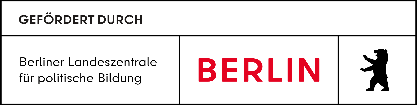 GEFÖRDERT DURCH
Berliner Landeszentrale
für politische Bildung
BERLIN